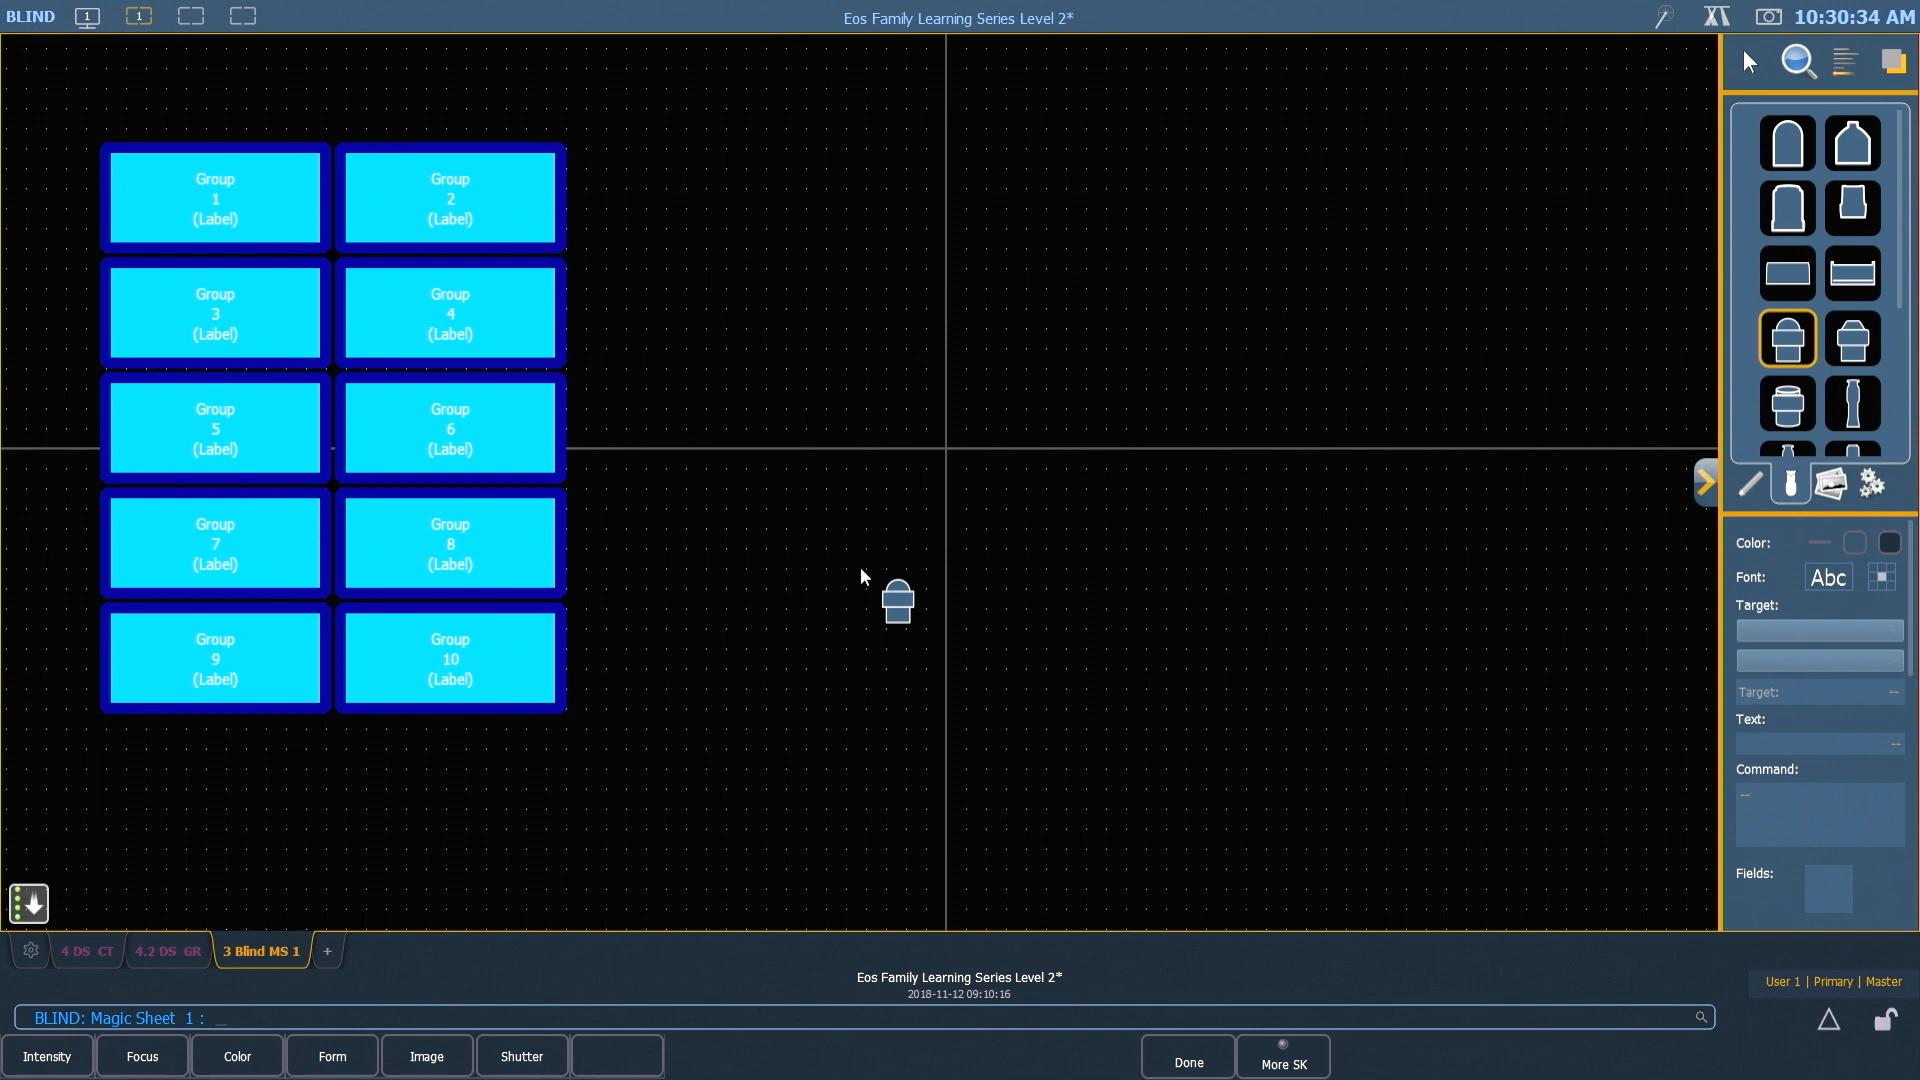 BLIND
1
1
Eos Family Learning Series Level 2*
10:30:34 AM
Group
1
(Label)
Group
2
(Label)
Group
3
(Label)
Group
4
(Label)
Group
5
(Label)
Group
6
(Label)
Group
7
(Label)
Group
8
(Label)
Group
9
(Label)
Group
10
(Label)
Color:
Font:
Abc
Target:
Target: --
Text:
--
Command:
--
Fields:
4 DS CT
4.2 DS GR
3 Blind MS 1
+
Eos Family Learning Series Level 2*
2018-11-12 09:10:16
User 1 | Primary | Master
BLIND: Magic Sheet 1 : _
Intensity
Focus
Color
Form
Image
Shutter
Done
More SK